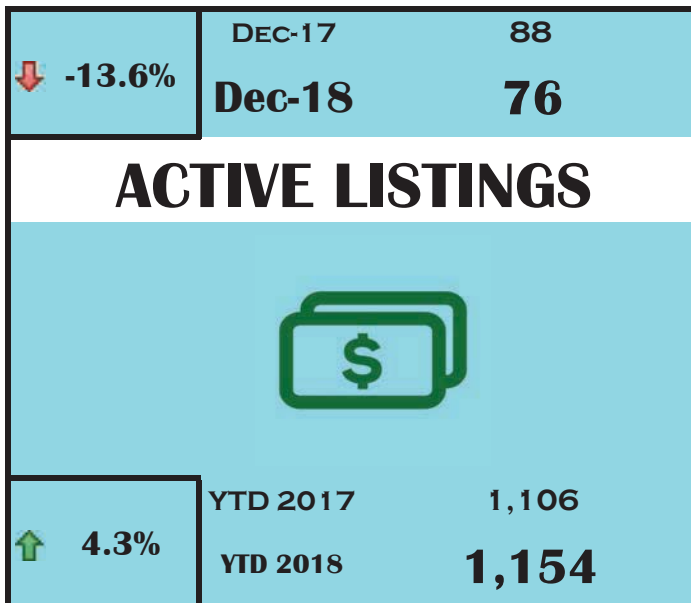 DEC-17 88
-13.6%
Dec-18 76
ACTIVE LISTINGS
$
YTD 2017 1,106
4.3%
YTD 2018 1,154